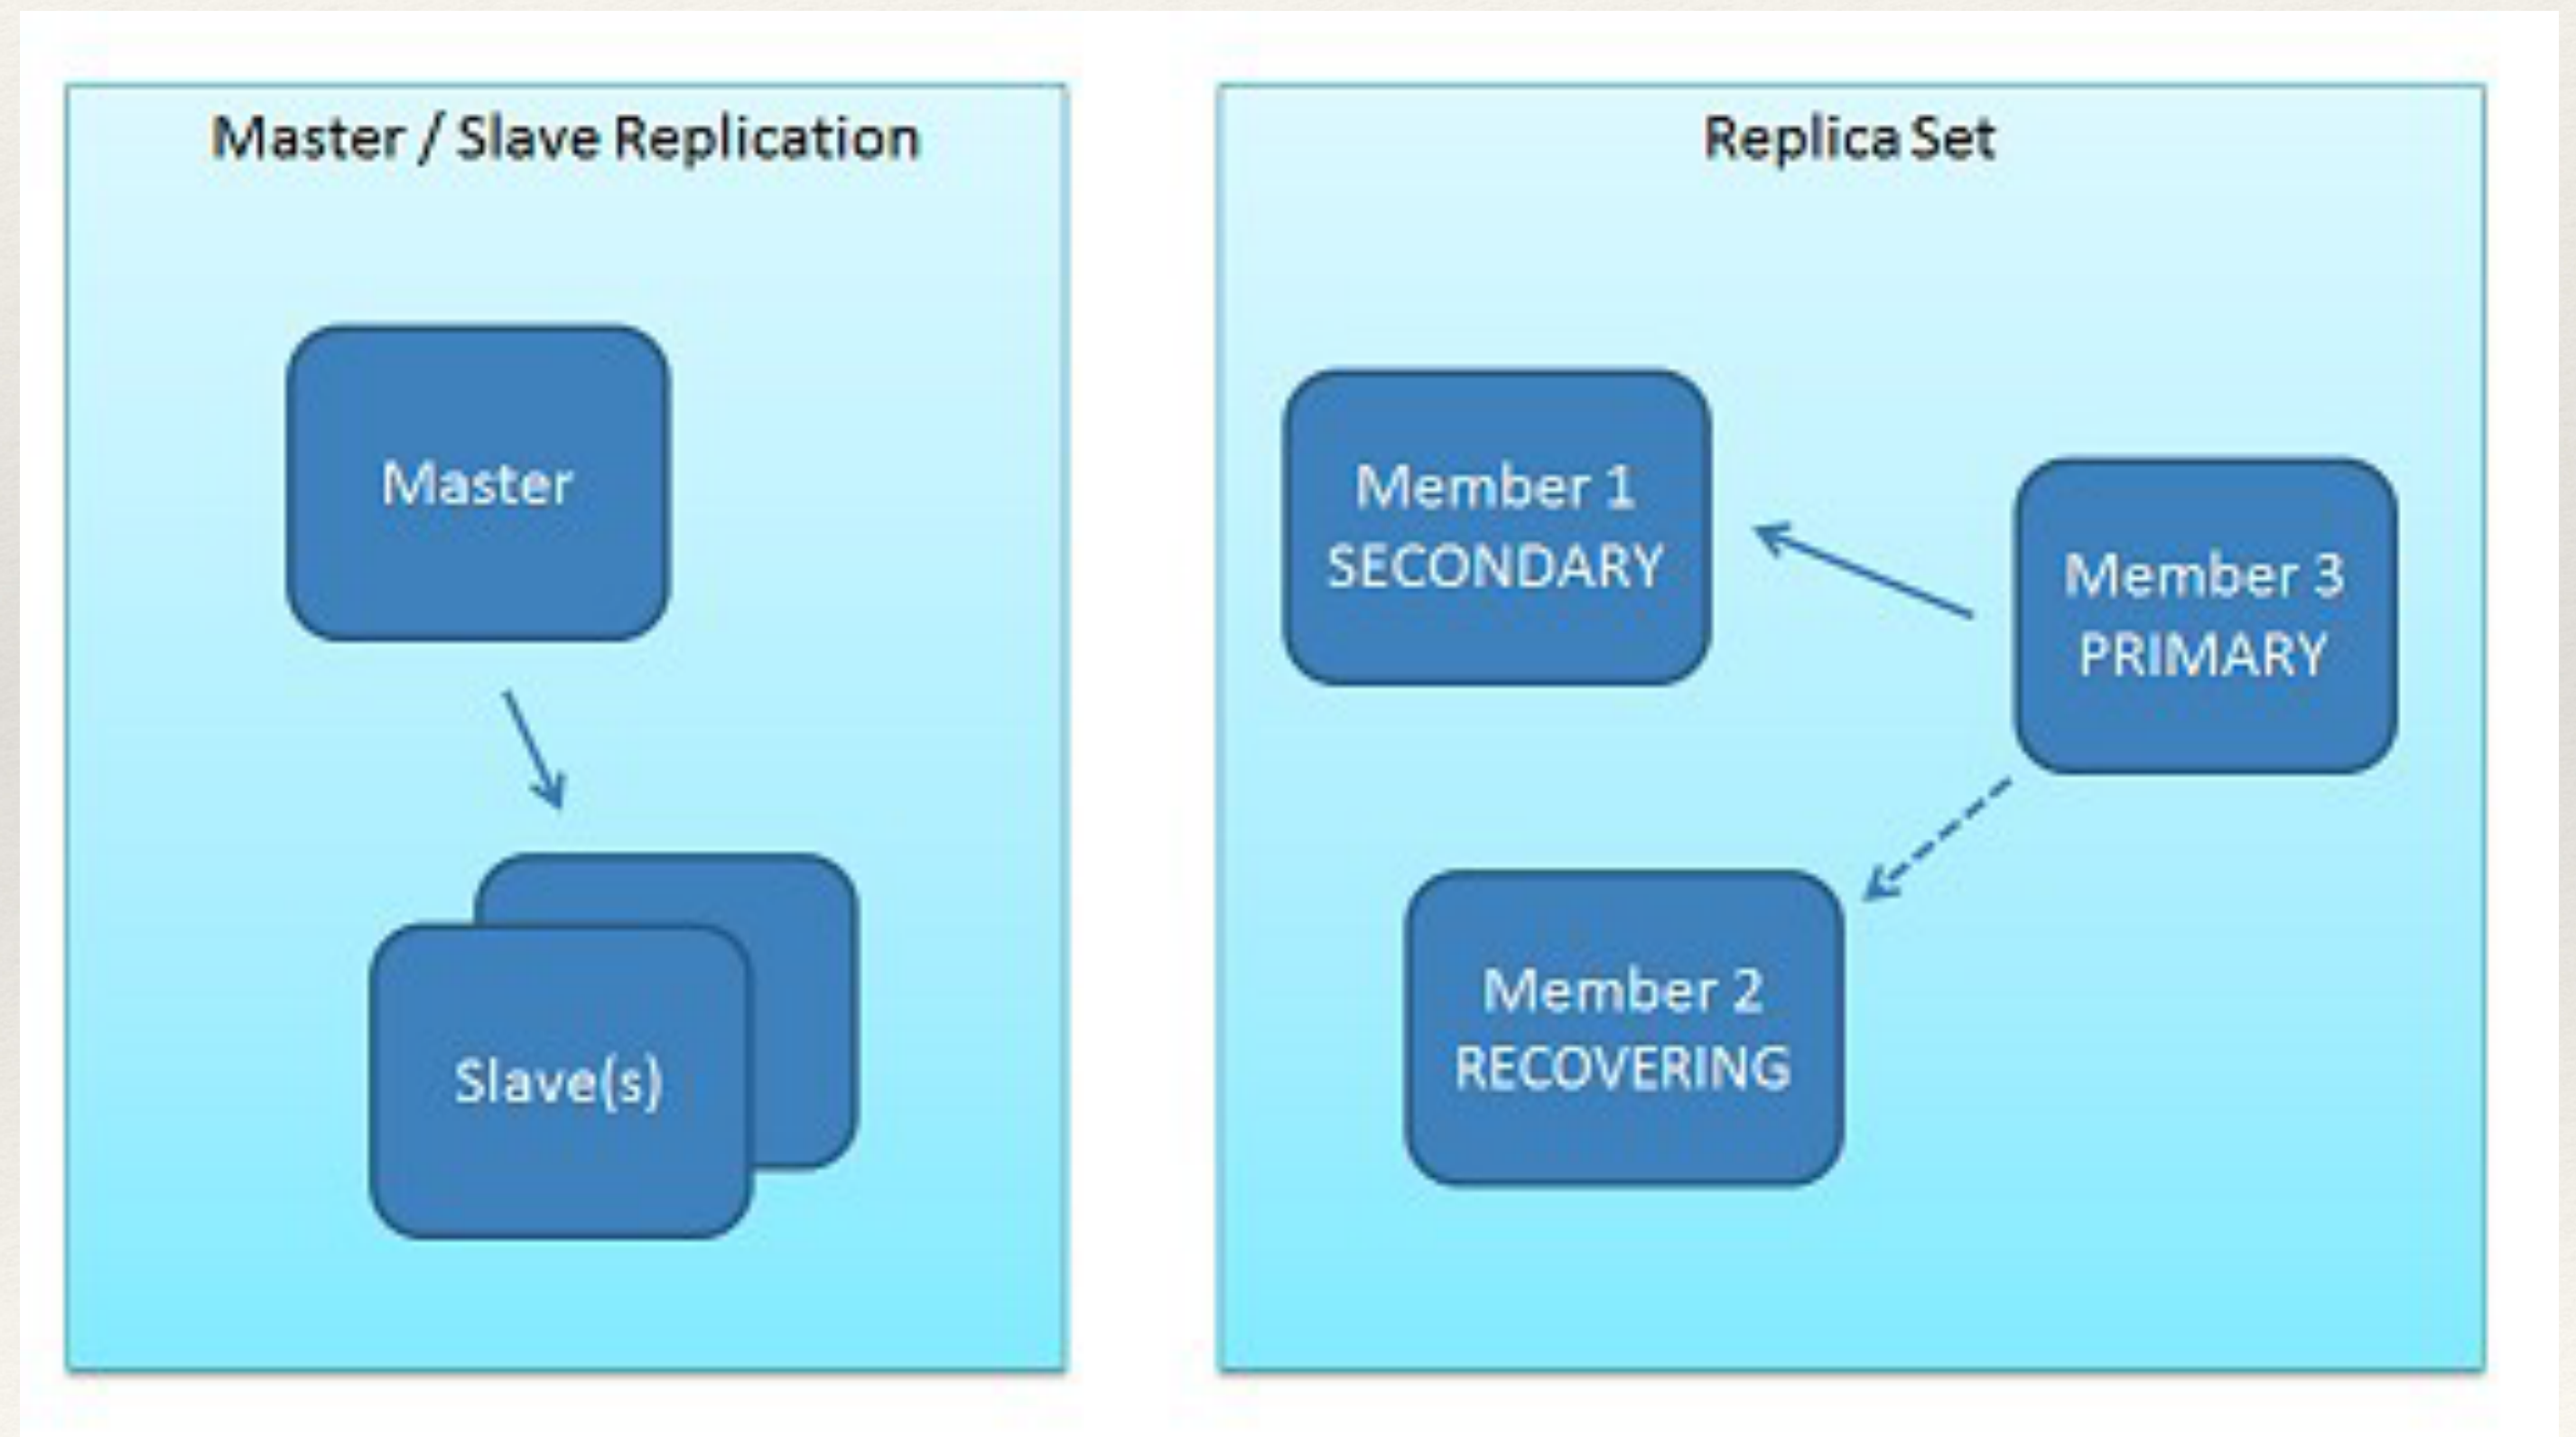 Master / Slave Replication
Master
Slave(s)
Replica Set
Member 1
SECONDARY
Member 3
PRIMARY
Member 2
RECOVERING